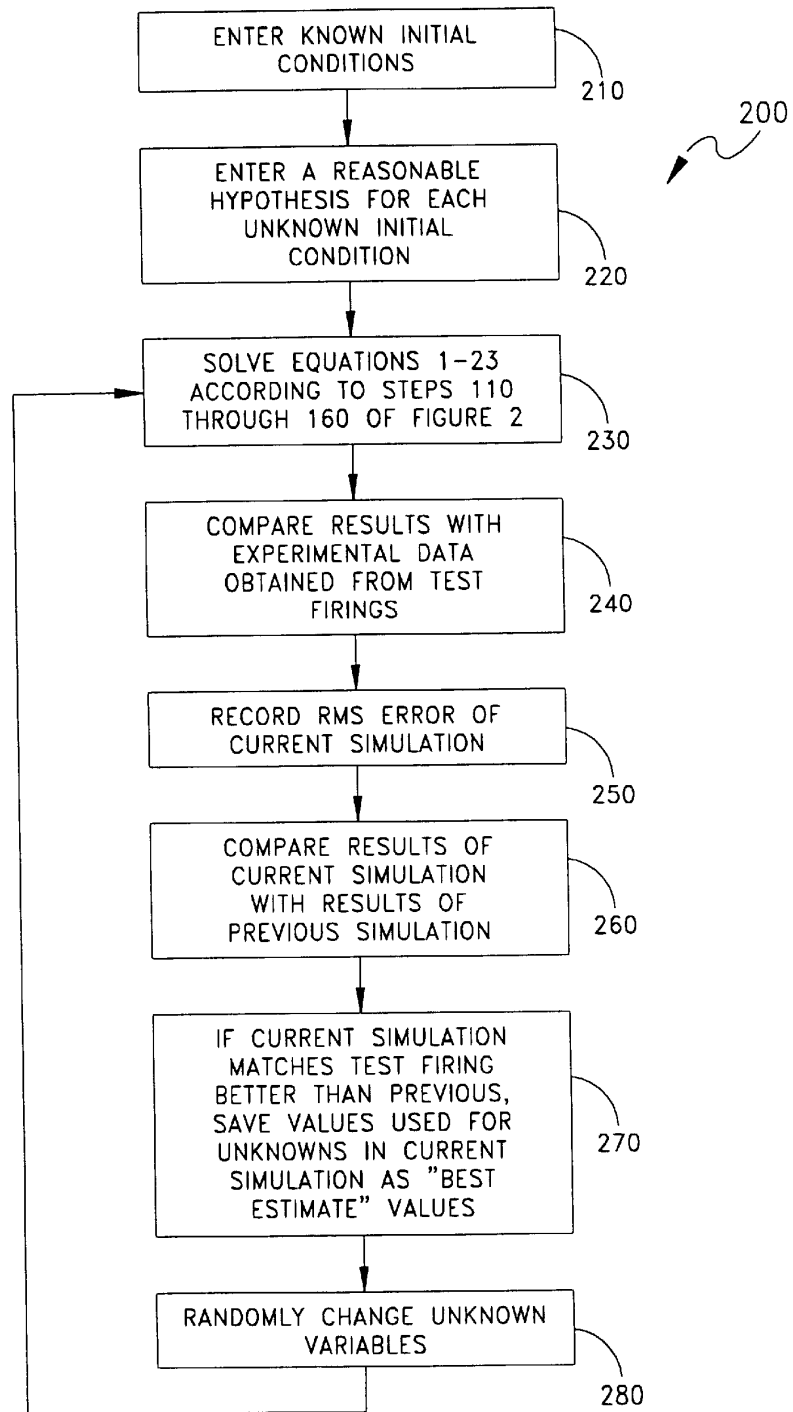 ENTER KNOWN INITIAL
CONDITIONS
210
200
ENTER A REASONABLE
HYPOTHESIS FOR EACH
UNKNOWN INITIAL
CONDITION
220
SOLVE EQUATIONS 1-23
ACCORDING TO STEPS 110
THROUGH 160 OF FIGURE 2
230
COMPARE RESULTS WITH
EXPERIMENTAL DATA
OBTAINED FROM TEST
FIRINGS
240
RECORD RMS ERROR OF
CURRENT SIMULATION
250
COMPARE RESULTS OF
CURRENT SIMULATION
WITH RESULTS OF
PREVIOUS SIMULATION
260
IF CURRENT SIMULATION
MATCHES TEST FIRING
BETTER THAN PREVIOUS,
SAVE VALUES USED FOR
UNKNOWNS IN CURRENT
SIMULATION AS "BEST
ESTIMATE" VALUES
270
RANDOMLY CHANGE UNKNOWN
VARIABLES
280